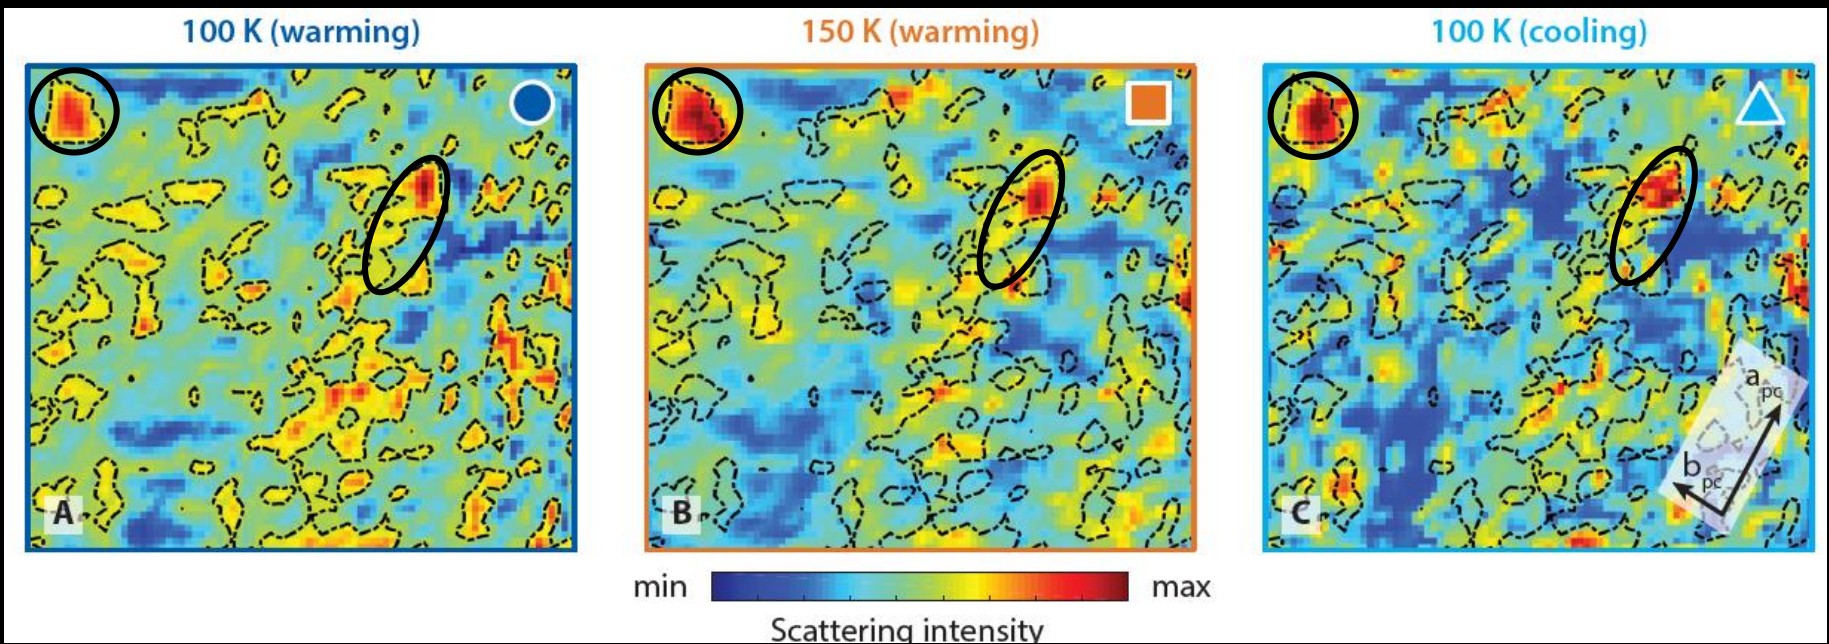 100 K (warming)
150 K (warming)
100 K (cooling)
A
B
C
a pc
b pc
min
max
Scattering intensity